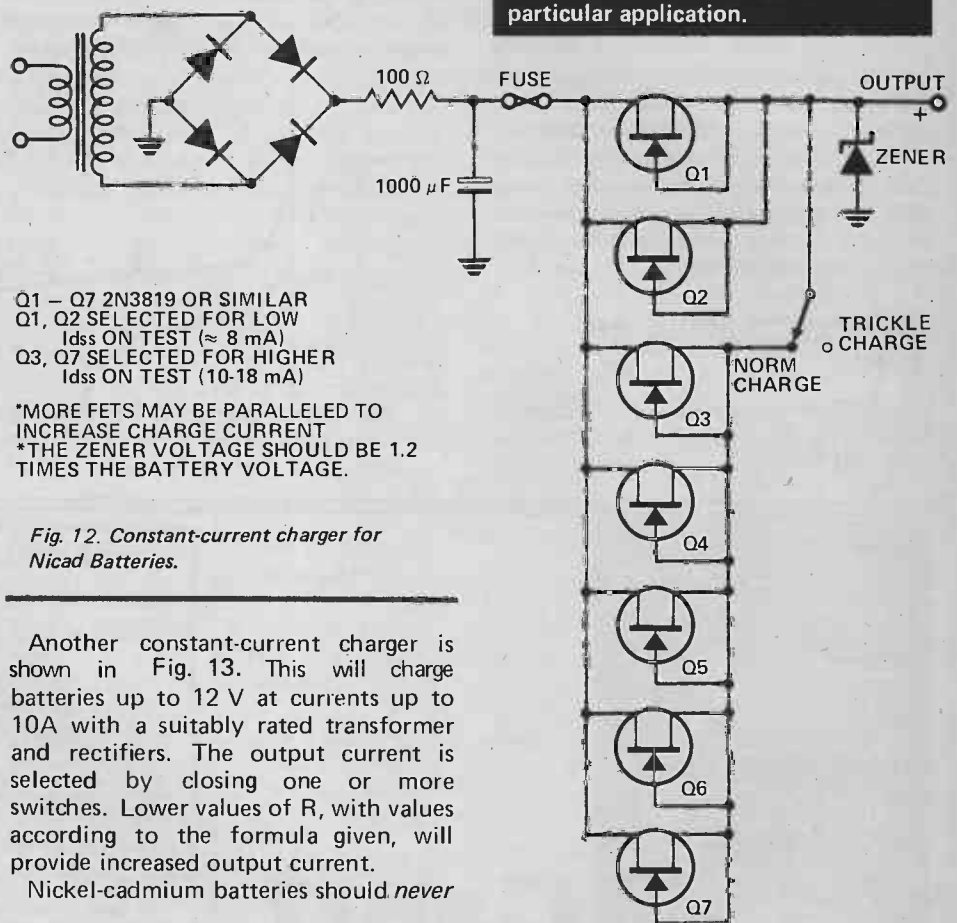 particular application.
100 Ω
FUSE
OUTPUT
+
1000 µF
Q1
ZENER
Q2
Q1 – Q7 2N3819 OR SIMILAR
Q1, Q2 SELECTED FOR LOW
Idss ON TEST (≈ 8 mA)
Q3, Q7 SELECTED FOR HIGHER
Idss ON TEST (10-18 mA)
*MORE FETS MAY BE PARALLELED TO
INCREASE CHARGE CURRENT
*THE ZENER VOLTAGE SHOULD BE 1.2
TIMES THE BATTERY VOLTAGE.
TRICKLE
CHARGE
NORM
CHARGE
Q3
Q4
Q5
Q6
Q7
Fig. 12. Constant-current charger for
Nicad Batteries.
Another constant-current charger is
shown in Fig. 13. This will charge
batteries up to 12 V at currents up to
10A with a suitably rated transformer
and rectifiers. The output current is
selected by closing one or more
switches. Lower values of R, with values
according to the formula given, will
provide increased output current.
Nickel-cadmium batteries should never